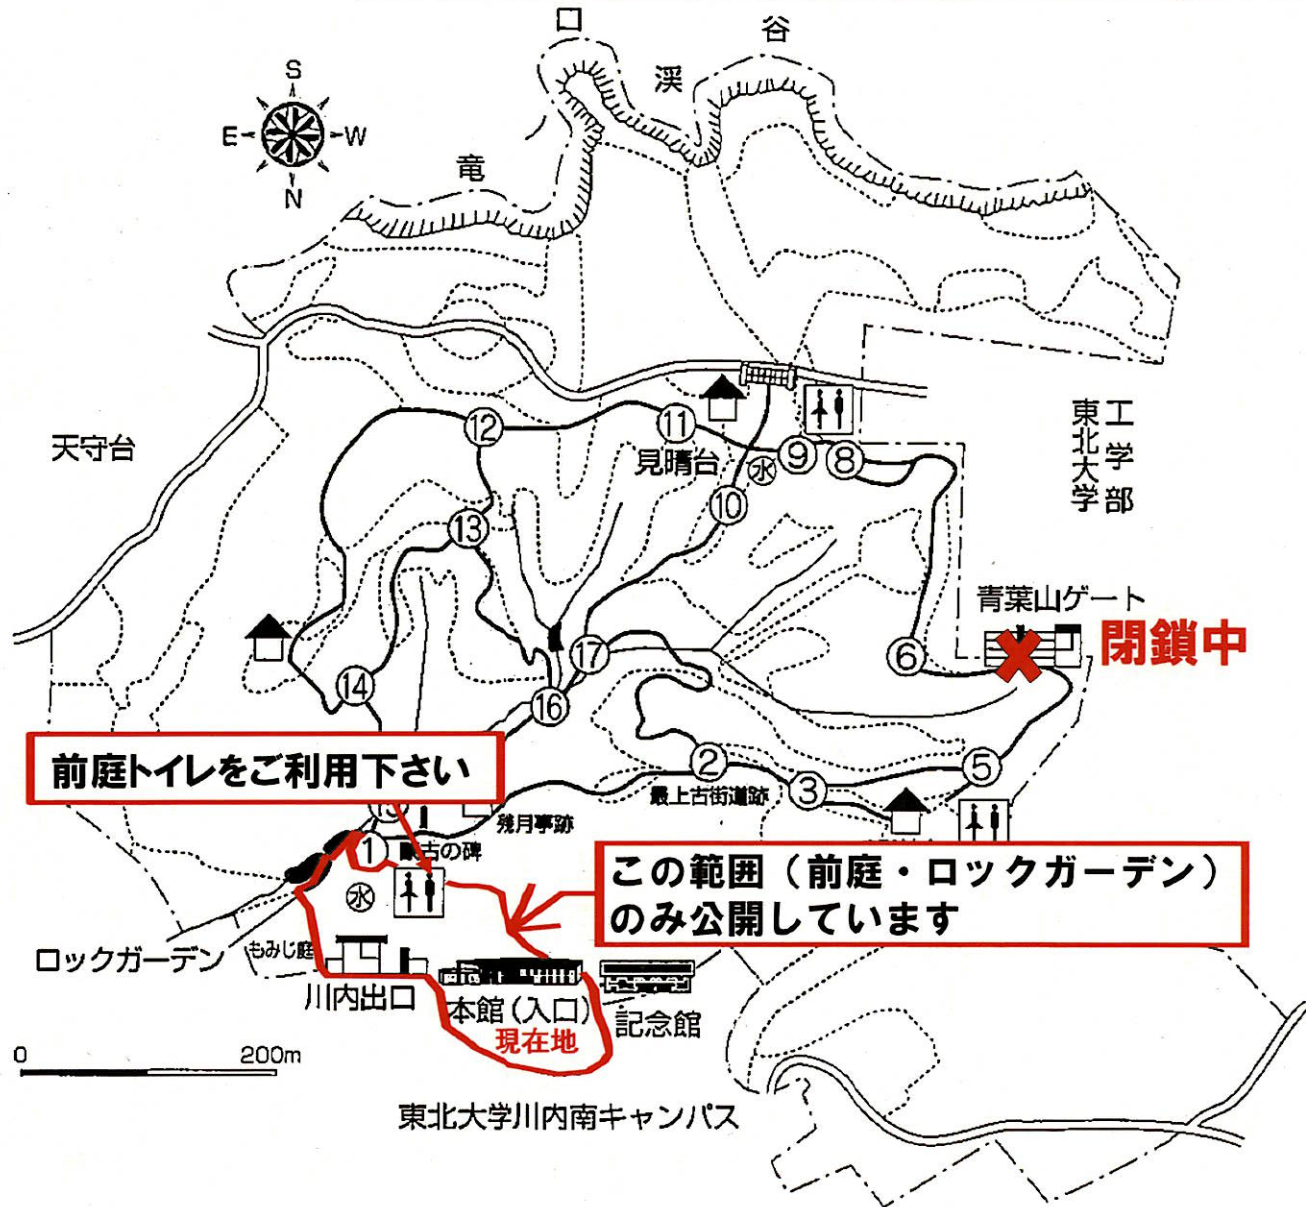 竜ノ口渓谷
S
E W
N
天守台
⑫
⑪
見晴台
⑨
⑧
水
⑩
⑬
工学部
東北大学
青葉山ゲート
閉鎖中
⑥
⑰
⑭
⑯
前庭トイレをご利用下さい
②
最上古街道跡
③
⑤
残月亭跡
①
蒙古の碑
水
この範囲（前庭・ロックガーデン）
のみ公開しています
ロックガーデン
もみじ庭
川内出口
本館（入口）
現在地
記念館
0 200m
東北大学川内南キャンパス